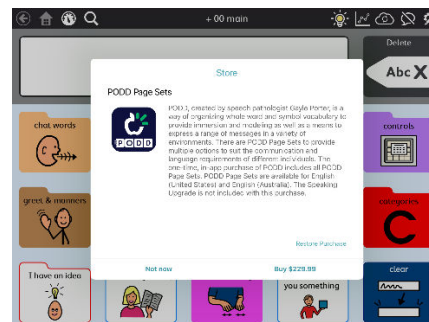 + 00 main
Delete
Abc X
Store
PODD Page Sets
PODD
PODD, created by speech pathologist Gayle Porter, is a
way of organizing whole word and symbol vocabulary to
provide immersion and modeling as well as a means to
express a range of messages in a variety of
environments. There are PODD Page Sets to provide
multiple options to suit the communication and
language requirements of different individuals. The
one-time, in-app purchase of PODD includes all PODD
Page Sets. PODD Page Sets are available for English
(United States) and English (Australia). The Speaking
Upgrade is not included with this purchase.
Restore Purchase
Not now
Buy $229.99
chat words
controls
greet & manners
categories
C
I have an idea
you something
clear